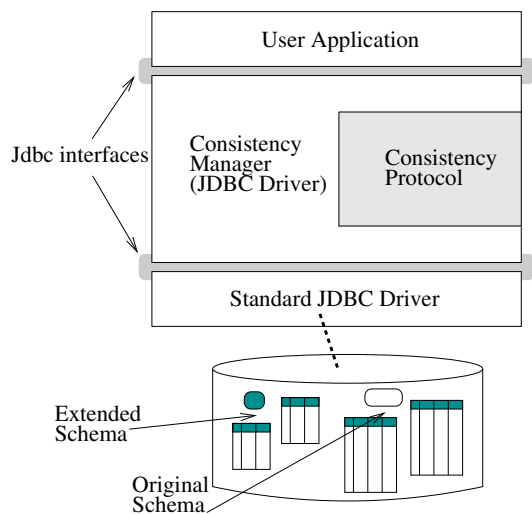 User Application
Jdbc interfaces
Consistency
Manager
(JDBC Driver)
Consistency
Protocol
Standard JDBC Driver
Extended
Schema
Original
Schema